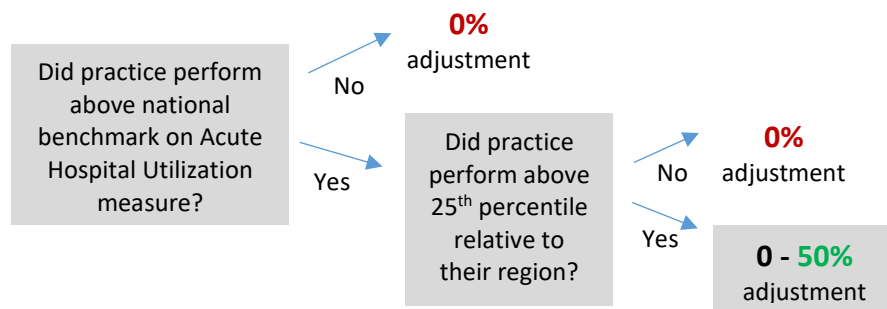 Did practice perform
above national
benchmark on Acute
Hospital Utilization
measure?
No
0%
adjustment
Yes
Did practice
perform above
25th percentile
relative to
their region?
No
0%
adjustment
Yes
0 - 50%
adjustment